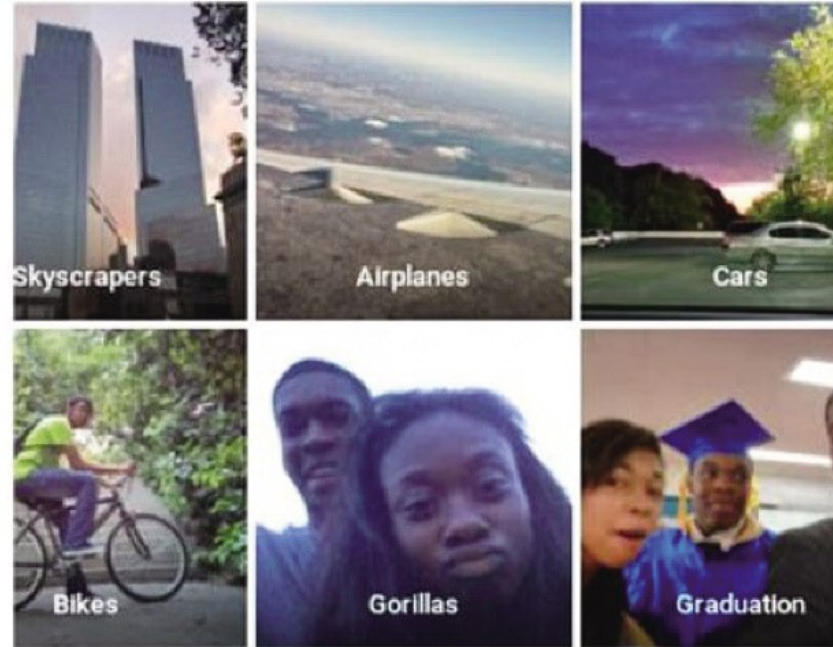 Skyscrapers
Airplanes
Cars
Bikes
Gorillas
Graduation